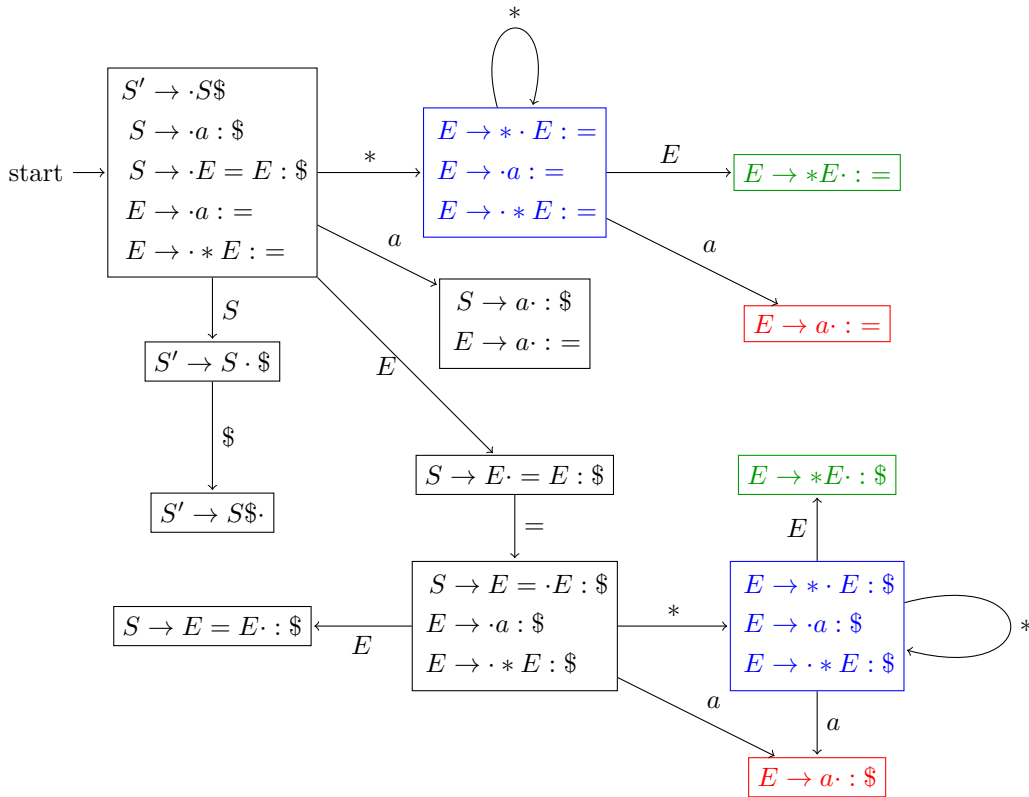 *
S′ → ·S$
S → ·a : $
S → ·E = E : $
E → ·a :=
E → · ∗ E :=
start
*
E → ∗ · E :=
E → ·a :=
E → · ∗ E :=
E
E → ∗E· :=
a
S → a· : $
E → a· :=
a
E → a· :=
S
S′ → S · $
E
$
S′ → S$·
S → E· = E : $
=
E → ∗E· : $
E
S → E = E· : $
E
S → E = ·E : $
E → ·a : $
E → · ∗ E : $
*
E → ∗ · E : $
E → ·a : $
E → · ∗ E : $
*
a
a
E → a· : $